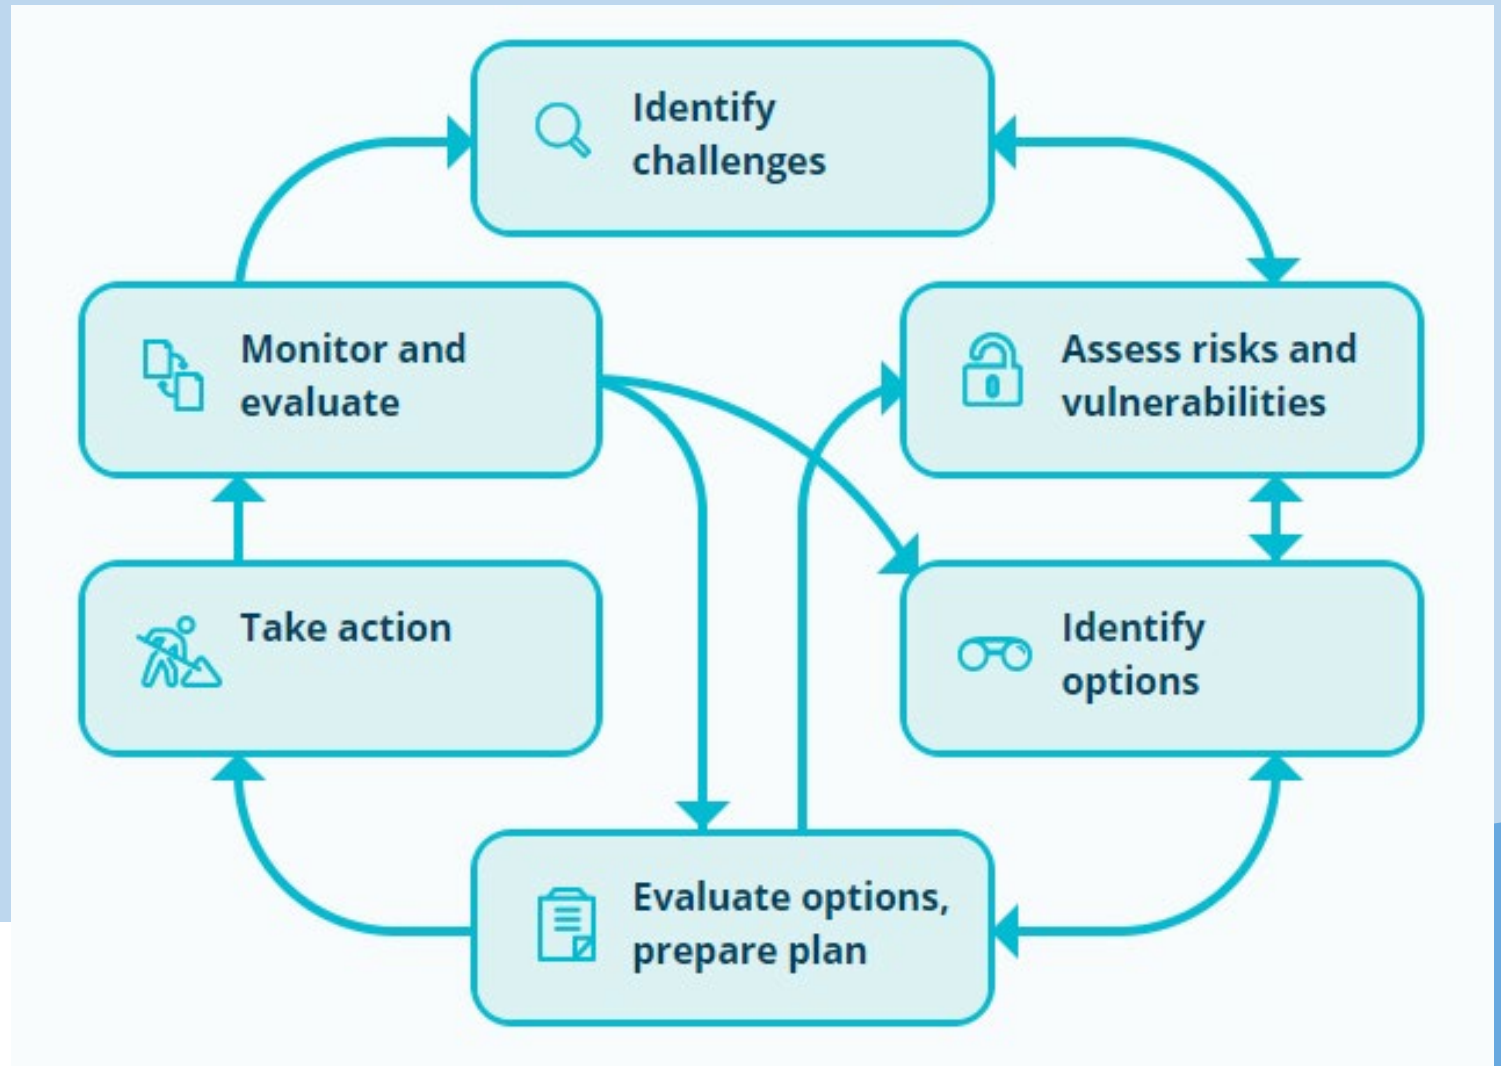 Identify
challenges
Monitor and
evaluate
Assess risks and
vulnerabilities
Take action
Identify
options
Evaluate options,
prepare plan